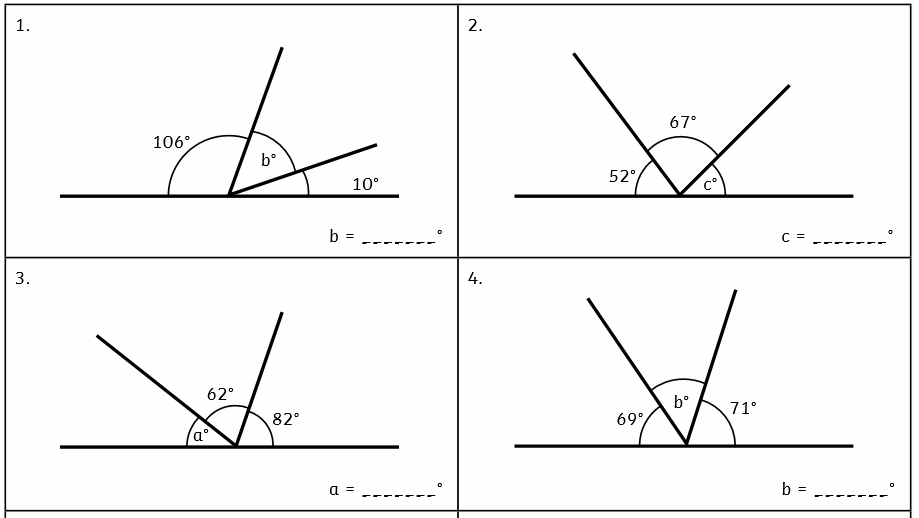 1.
106°
b°
10°
b = _______°
2.
67°
52°
c°
c = _______°
3.
62°
82°
a°
a = _______°
4.
69°
b°
71°
b = _______°